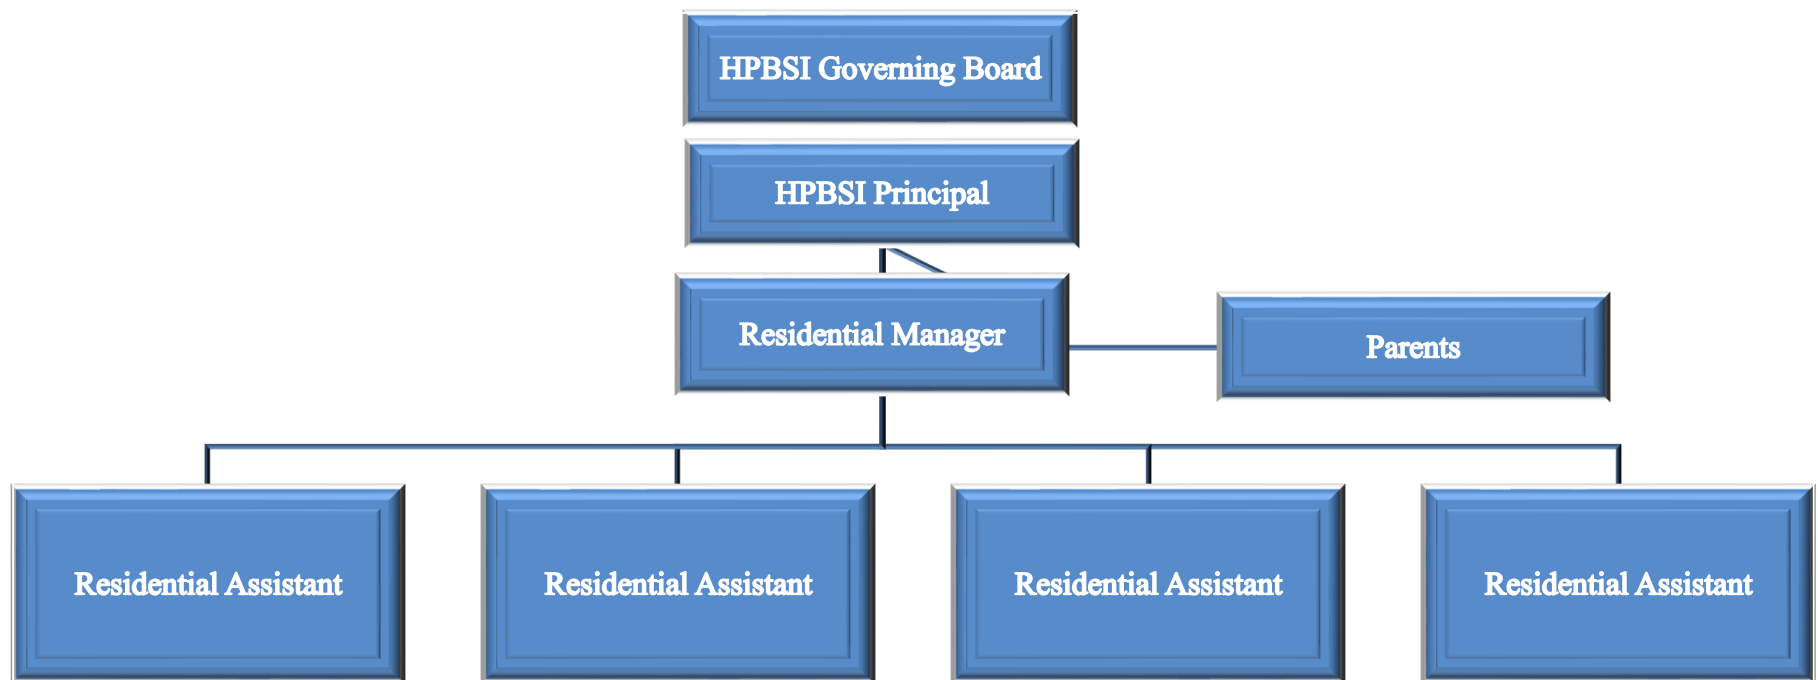 HPBSI Governing Board
HPBSI Principal
Residential Manager
Parents
Residential Assistant
Residential Assistant
Residential Assistant
Residential Assistant